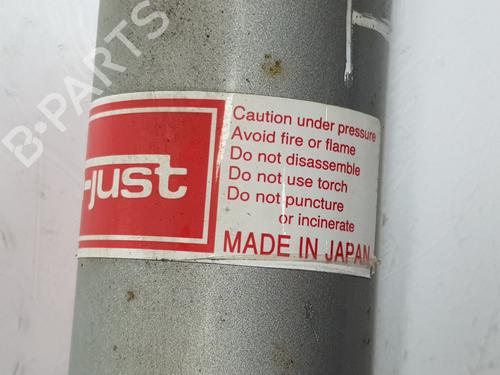 B-PARTS
-just
Caution under pressure
Avoid fire or flame
Do not disassemble
Do not use torch
Do not puncture
or incinerate
MADE IN JAPAN